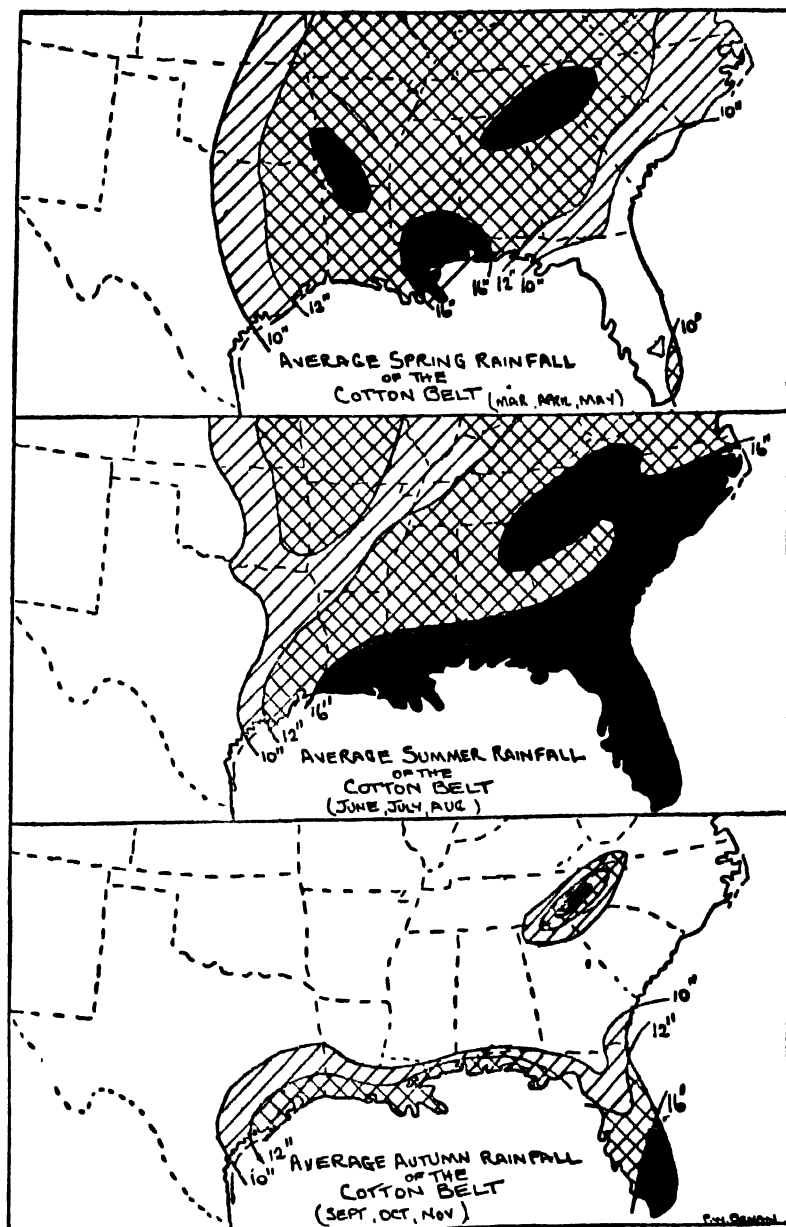 10"
10"
12"
16"
16"
12"
10"
10"
AVERAGE SPRING RAINFALL
OF THE
COTTON BELT (MAR, APRIL, MAY)
16"
16"
12"
10"
AVERAGE SUMMER RAINFALL
OF THE
COTTON BELT
(JUNE, JULY, AUG)
10"
12"
16"
12"
10"
AVERAGE AUTUMN RAINFALL
OF THE
COTTON BELT
(SEPT, OCT, NOV)